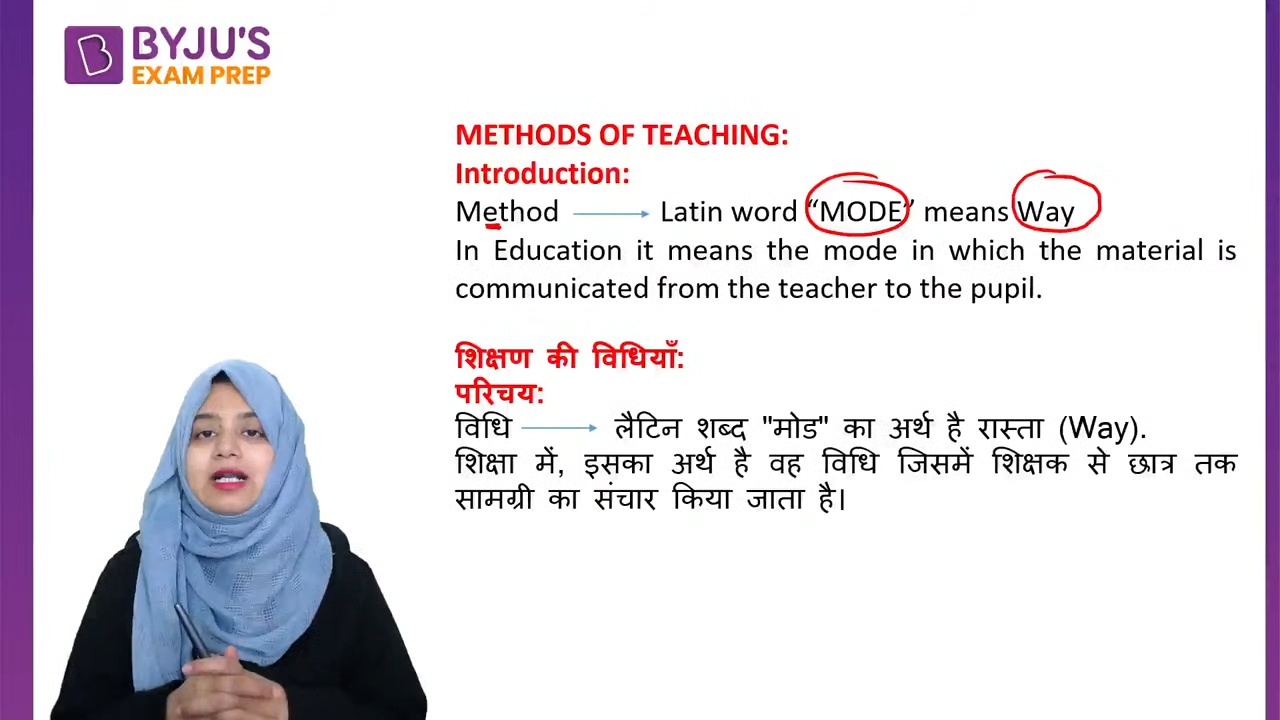 BYJU'S
EXAM PREP
METHODS OF TEACHING:
Introduction:
Method → Latin word “MODE” means Way
In Education it means the mode in which the material is
communicated from the teacher to the pupil.
शिक्षण की विधियाँ:
परिचय:
विधि → लैटिन शब्द "मोड" का अर्थ है रास्ता (Way).
शिक्षा में, इसका अर्थ है वह विधि जिसमें शिक्षक से छात्र तक
सामग्री का संचार किया जाता है।